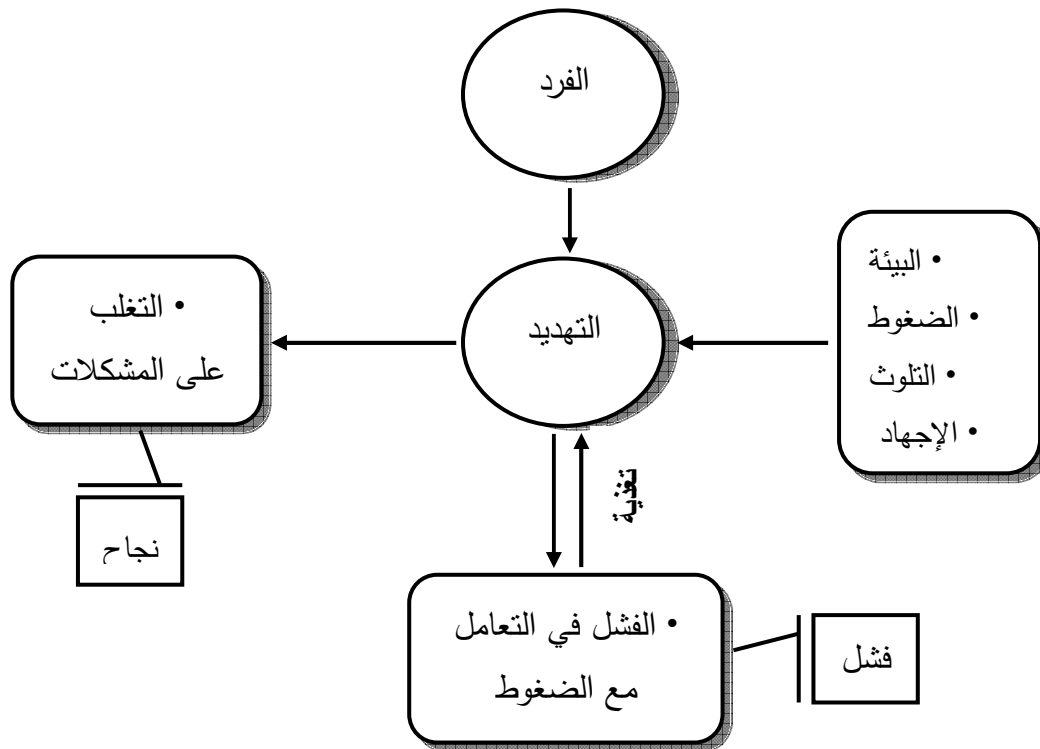 الفرد
• البيئة
• الضغوط
• التلوث
• الإجهاد
التهديد
• التغلب
على المشكلات
تغذية
نجاح
• الفشل في التعامل
مع الضغوط
فشل